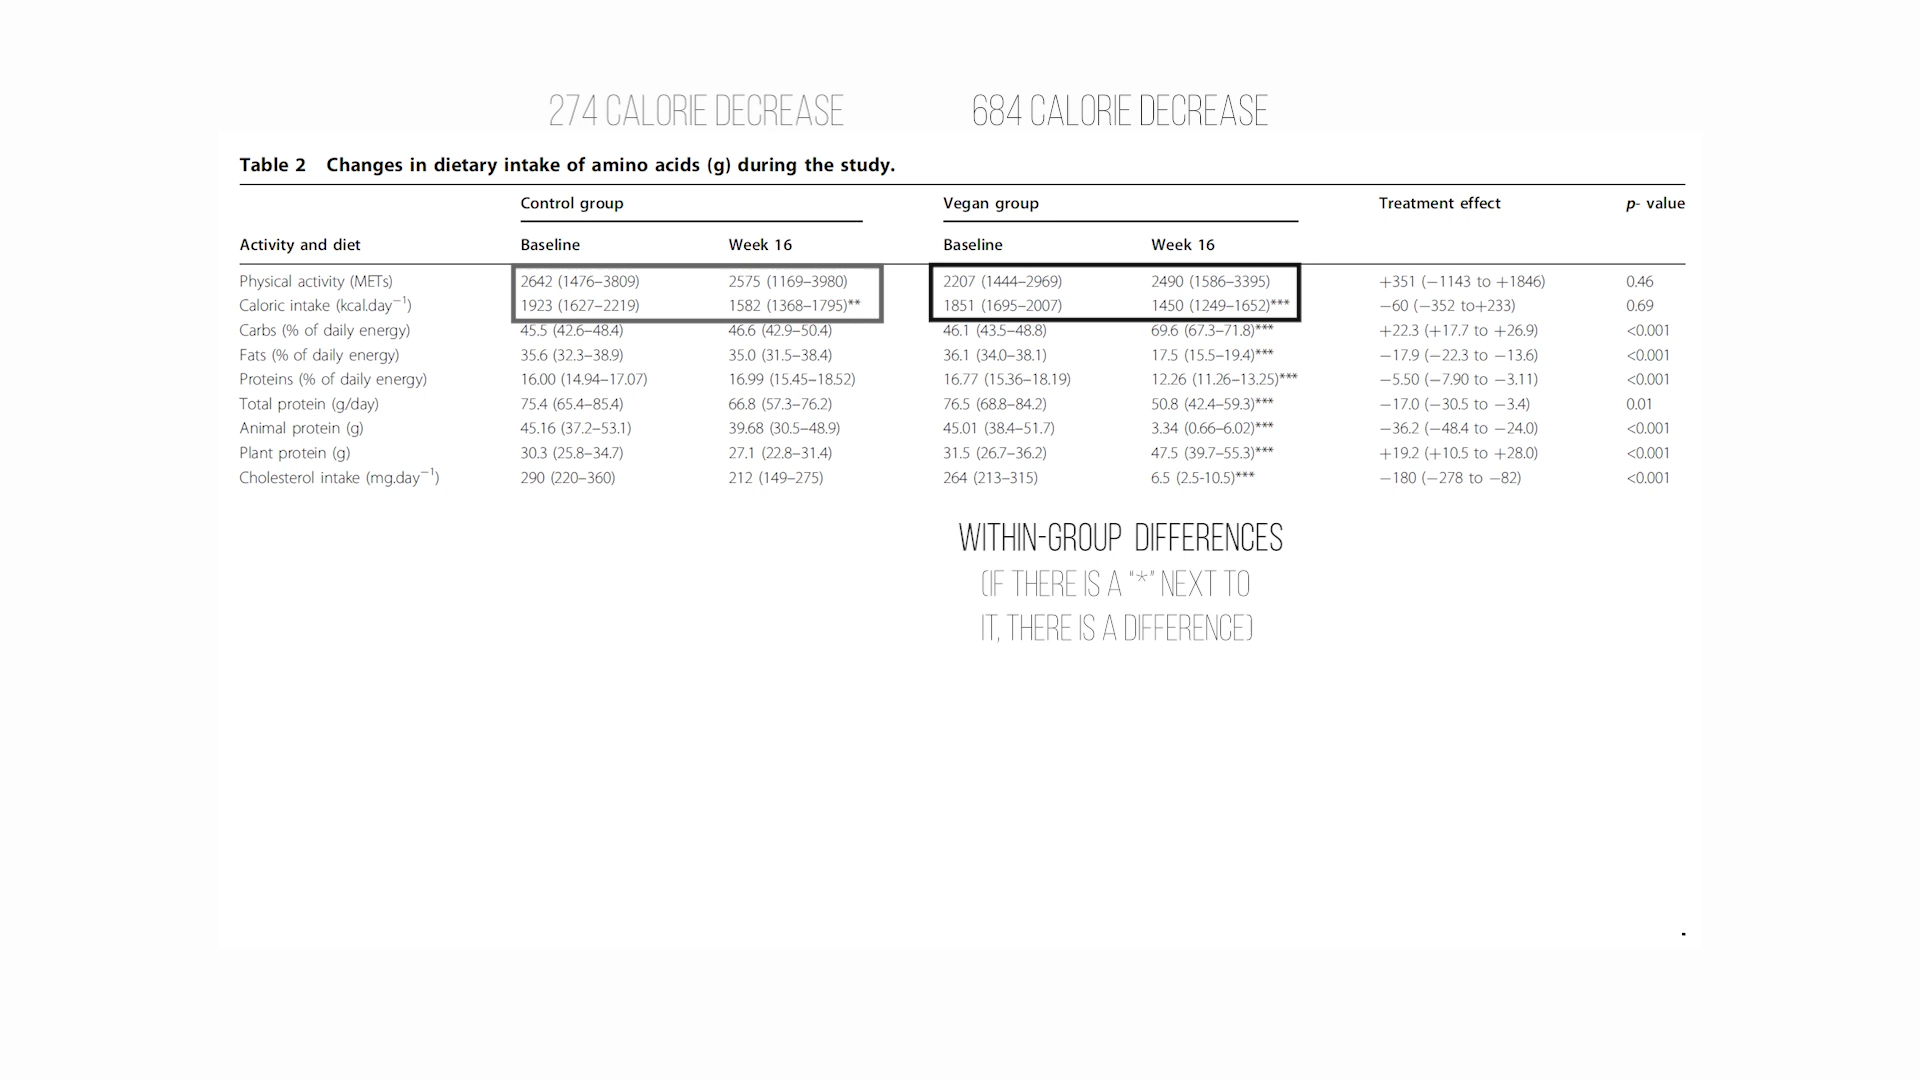 274 CALORIE DECREASE 684 CALORIE DECREASE
Table 2 Changes in dietary intake of amino acids (g) during the study.
Control group Vegan group Treatment effect p- value
Activity and diet Baseline Week 16 Baseline Week 16
Physical activity (METs) 2642 (1476–3809) 2575 (1169–3980) 2207 (1444–2969) 2490 (1586–3395) +351 (−1143 to +1846) 0.46
Caloric intake (kcal.day⁻¹) 1923 (1627–2219) 1582 (1368–1795)** 1851 (1695–2007) 1450 (1249–1652)*** −60 (−352 to+233) 0.69
Carbs (% of daily energy) 45.5 (42.6–48.4) 46.6 (42.9–50.4) 46.1 (43.5–48.8) 69.6 (67.3–71.8)*** +22.3 (+17.7 to +26.9) <0.001
Fats (% of daily energy) 35.6 (32.3–38.9) 35.0 (31.5–38.4) 36.1 (34.0–38.1) 17.5 (15.5–19.4)*** −17.9 (−22.3 to −13.6) <0.001
Proteins (% of daily energy) 16.00 (14.94–17.07) 16.99 (15.45–18.52) 16.77 (15.36–18.19) 12.26 (11.26–13.25)*** −5.50 (−7.90 to −3.11) <0.001
Total protein (g/day) 75.4 (65.4–85.4) 66.8 (57.3–76.2) 76.5 (68.8–84.2) 50.8 (42.4–59.3)*** −17.0 (−30.5 to −3.4) 0.01
Animal protein (g) 45.16 (37.2–53.1) 39.68 (30.5–48.9) 45.01 (38.4–51.7) 3.34 (0.66–6.02)*** −36.2 (−48.4 to −24.0) <0.001
Plant protein (g) 30.3 (25.8–34.7) 27.1 (22.8–31.4) 31.5 (26.7–36.2) 47.5 (39.7–55.3)*** +19.2 (+10.5 to +28.0) <0.001
Cholesterol intake (mg.day⁻¹) 290 (220–360) 212 (149–275) 264 (213–315) 6.5 (2.5-10.5)*** −180 (−278 to −82) <0.001
WITHIN-GROUP DIFFERENCES
(IF THERE IS A "*" NEXT TO
IT, THERE IS A DIFFERENCE)